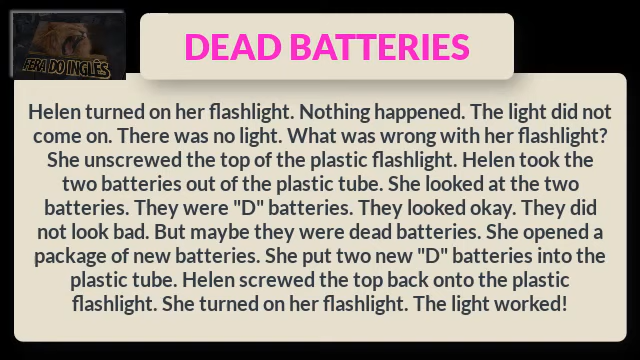 FERA DO INGLÊS
DEAD BATTERIES
Helen turned on her flashlight. Nothing happened. The light did not
come on. There was no light. What was wrong with her flashlight?
She unscrewed the top of the plastic flashlight. Helen took the
two batteries out of the plastic tube. She looked at the two
batteries. They were "D" batteries. They looked okay. They did
not look bad. But maybe they were dead batteries. She opened a
package of new batteries. She put two new "D" batteries into the
plastic tube. Helen screwed the top back onto the plastic
flashlight. She turned on her flashlight. The light worked!